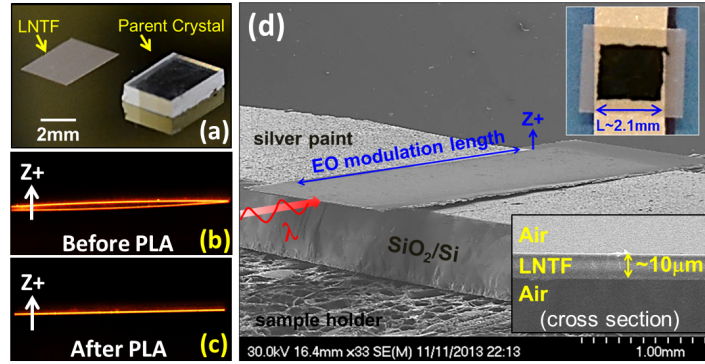 LNTF
Parent Crystal
2mm
(a)
Z+
Before PLA
(b)
Z+
After PLA
(c)
(d)
Z+
silver paint
EO modulation length
λ
SiO₂/Si
sample holder
L~2.1mm
Air
LNTF
~10μm
Air
(cross section)
30.0kV 16.4mm x33 SE(M) 11/11/2013 22:13
1.00mm